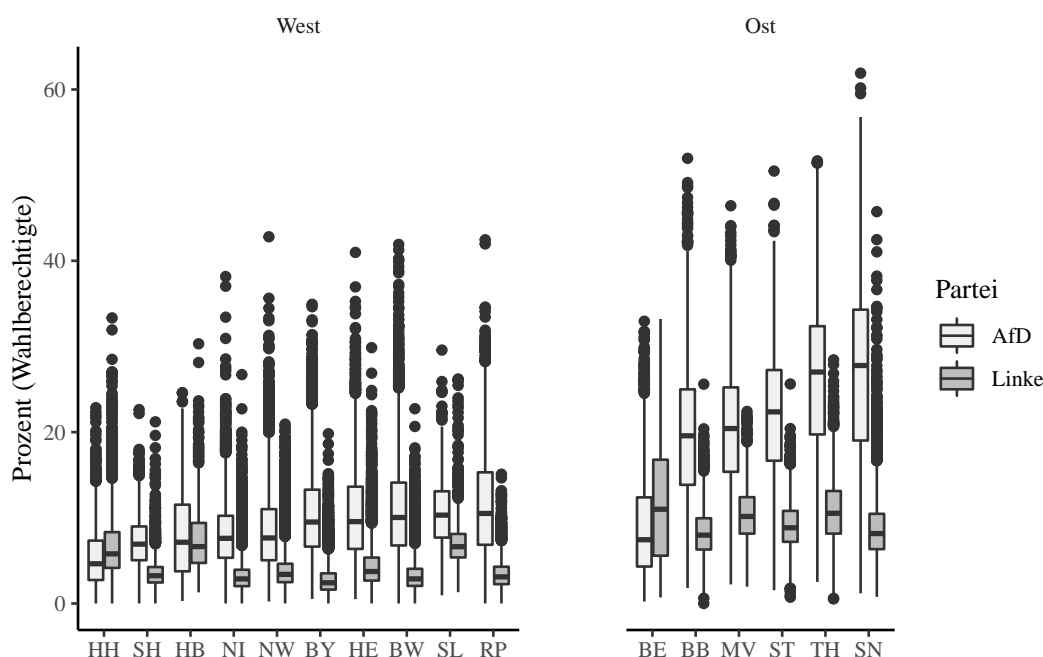 West
Ost
Prozent (Wahlberechtigte)
60
40
20
0
HH SH HB NI NW BY HE BW SL RP
BE BB MV ST TH SN
Partei
AfD
Linke